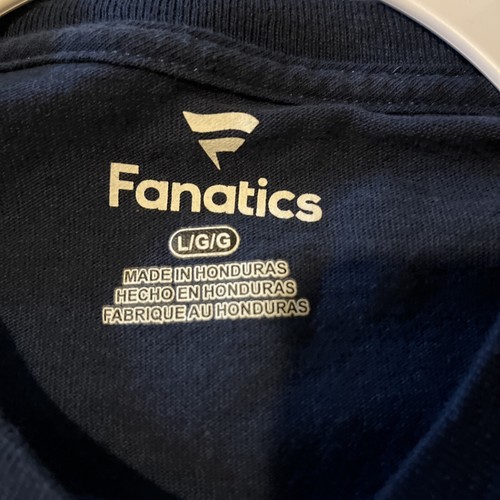 Fanatics
L/G/G
MADE IN HONDURAS
HECHO EN HONDURAS
FABRIQUE AU HONDURAS